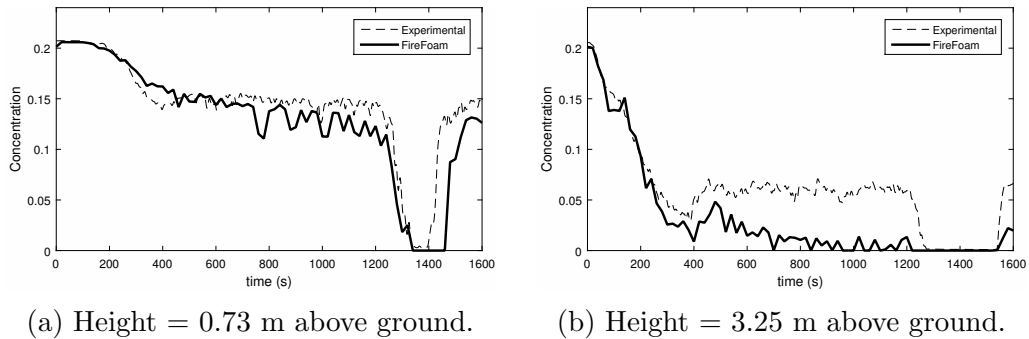 Experimental
FireFoam
0.2
0.15
0.1
0.05
0
Concentration
0 200 400 600 800 1000 1200 1400 1600
time (s)
(a) Height = 0.73 m above ground.
Experimental
FireFoam
0.2
0.15
0.1
0.05
0
Concentration
0 200 400 600 800 1000 1200 1400 1600
time (s)
(b) Height = 3.25 m above ground.